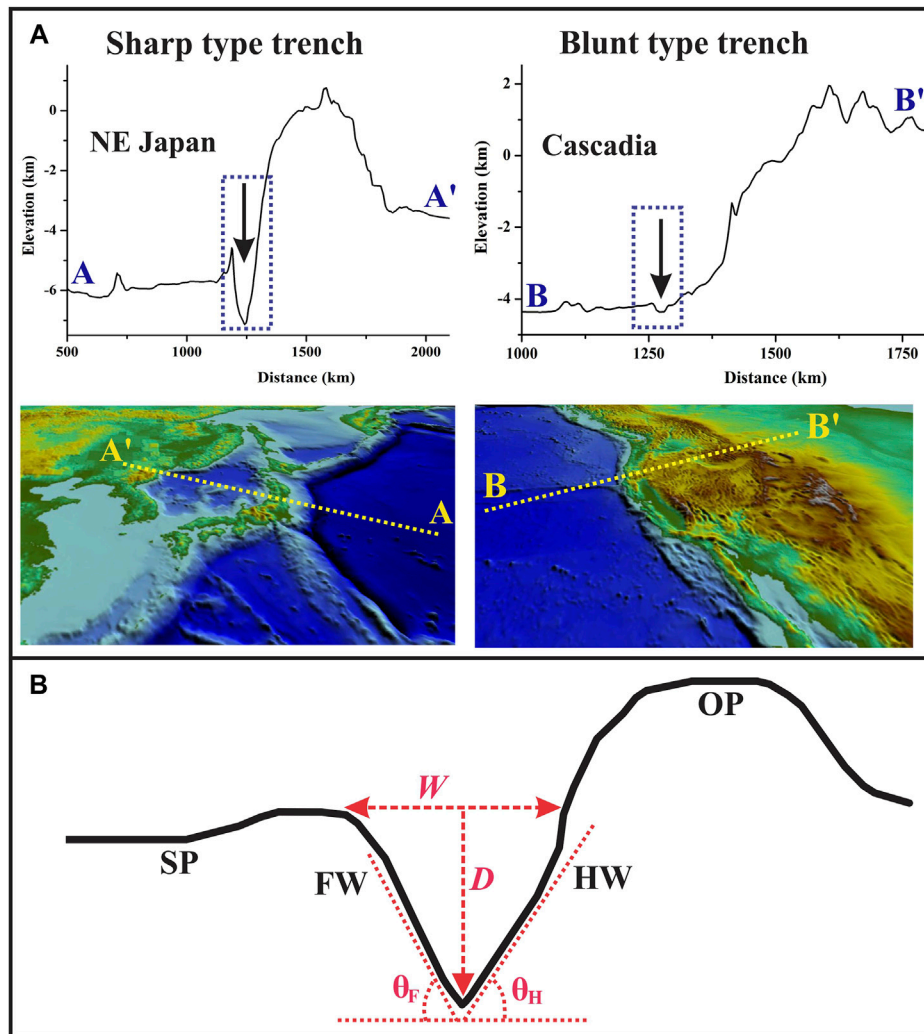 A
Sharp type trench
Blunt type trench
NE Japan
Cascadia
A
A'
B
B'
Elevation (km)
0
-2
-4
-6
500
1000
1500
2000
Distance (km)
Elevation (km)
2
0
-2
-4
1000
1250
1500
1750
Distance (km)
A'
A
B
B'
B
OP
W
SP
FW
D
HW
θF
θH